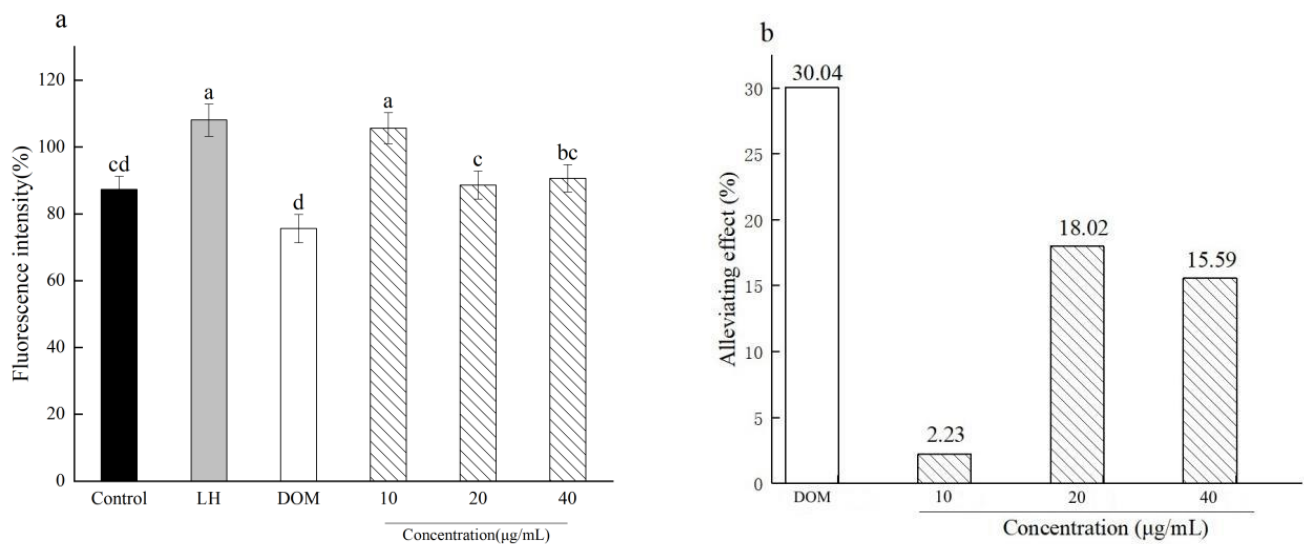 a
Fluorescence intensity(%)
120
100
80
60
40
20
0
cd
a
d
a
c
bc
Control LH DOM 10 20 40
Concentration(μg/mL)
b
Alleviating effect (%)
30
25
20
15
10
5
0
30.04
2.23
18.02
15.59
DOM 10 20 40
Concentration (μg/mL)